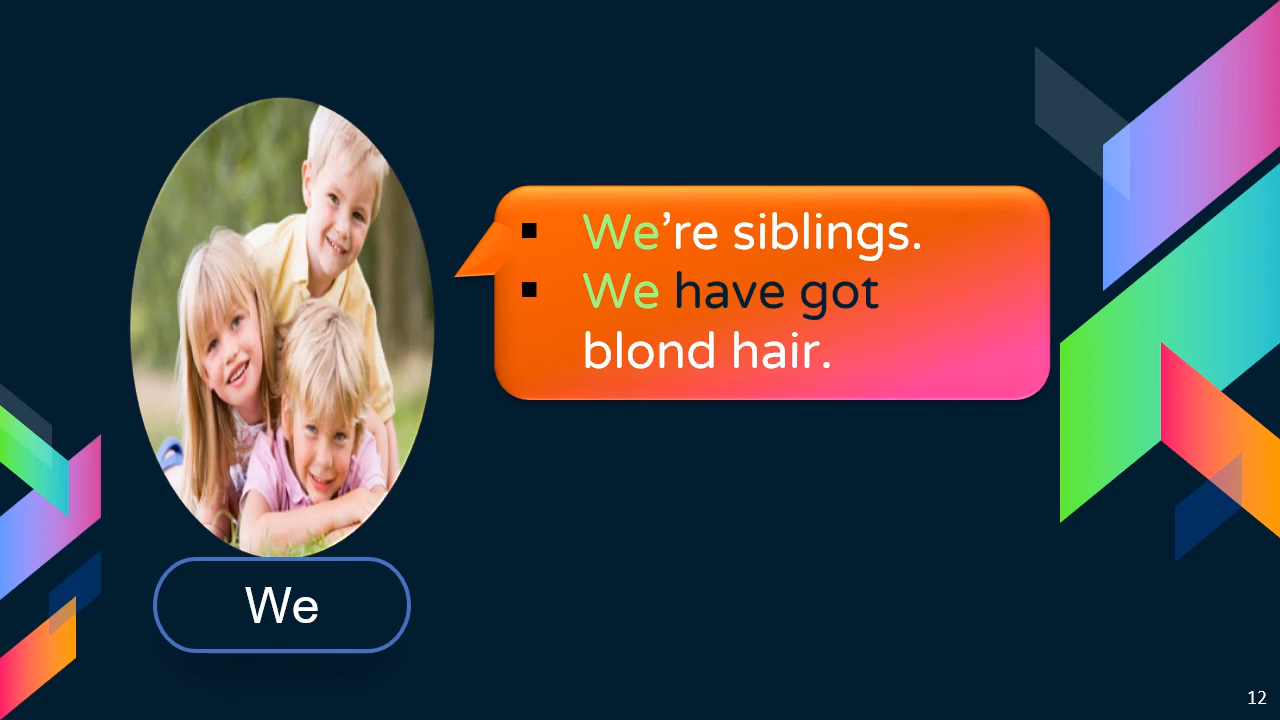 ▪ We’re siblings.
▪ We have got
blond hair.
We
12